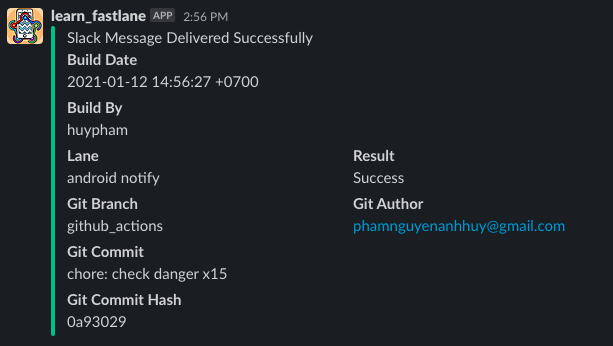 learn_fastlane APP 2:56 PM
Slack Message Delivered Successfully
Build Date
2021-01-12 14:56:27 +0700
Build By
huypham
Lane Result
android notify Success
Git Branch Git Author
github_actions phamnguyenanhhuy@gmail.com
Git Commit
chore: check danger x15
Git Commit Hash
0a93029